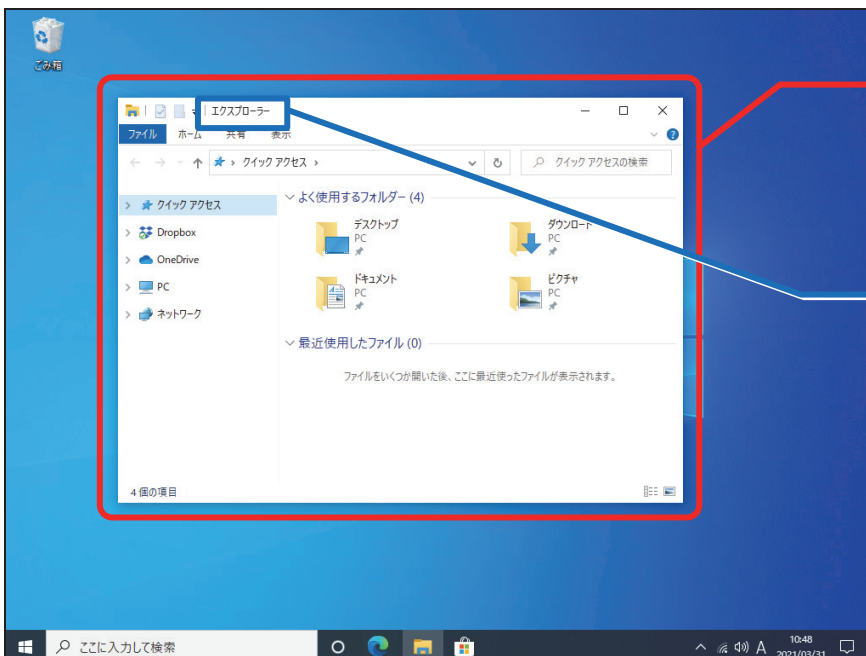 ごみ箱
エクスプローラー
ファイル ホーム 共有 表示
クイック アクセス
クイック アクセスの検索
クイック アクセス
Dropbox
OneDrive
PC
ネットワーク
よく使用するフォルダー (4)
デスクトップ
PC
ダウンロード
PC
ドキュメント
PC
ピクチャ
PC
最近使用したファイル (0)
ファイルをいくつか開いた後、ここに最近使ったファイルが表示されます。
4 個の項目
ここに入力して検索
A
10:48
2021/03/31